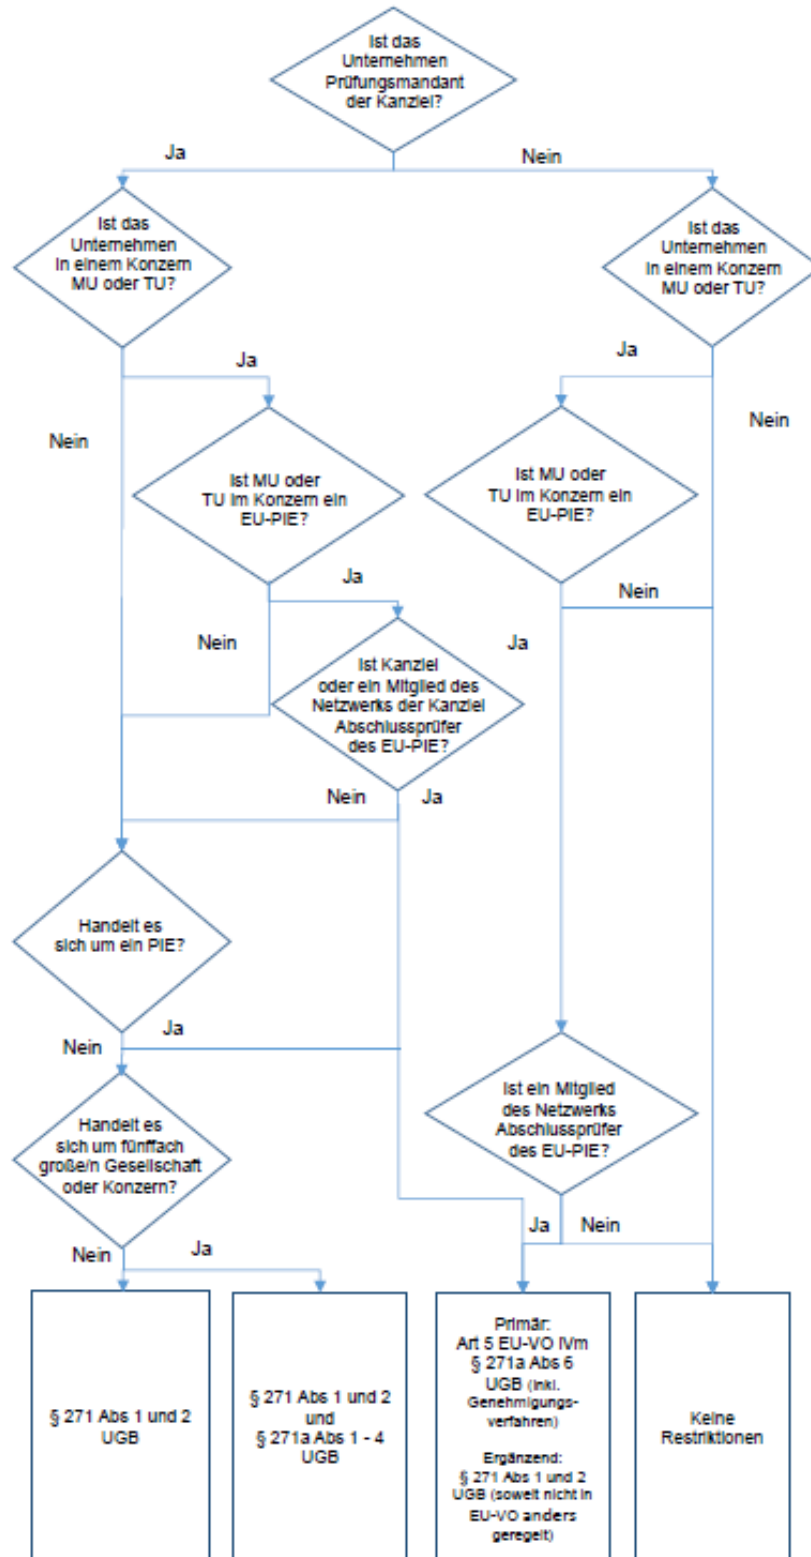 Ist das
Unternehmen
Prüfungsmandant
der Kanzlei?
Ja
Nein
Ist das
Unternehmen
in einem Konzern
MU oder TU?
Ist das
Unternehmen
in einem Konzern
MU oder TU?
Ja
Ja
Nein
Nein
Ist MU oder
TU im Konzern ein
EU-PIE?
Ist MU oder
TU im Konzern ein
EU-PIE?
Ja
Nein
Nein
Ja
Ist Kanzlei
oder ein Mitglied des
Netzwerks der Kanzlei
Abschlussprüfer
des EU-PIE?
Nein
Ja
Handelt es
sich um ein PIE?
Ja
Nein
Ist ein Mitglied
des Netzwerks
Abschlussprüfer
des EU-PIE?
Handelt es
sich um fünffach
große/n Gesellschaft
oder Konzern?
Ja
Nein
Nein
Ja
§ 271 Abs 1 und 2
UGB
§ 271 Abs 1 und 2
und
§ 271a Abs 1 - 4
UGB
Primär:
Art 5 EU-VO iVm
§ 271a Abs 6
UGB (inkl.
Genehmigungs-
verfahren)
Ergänzend:
§ 271 Abs 1 und 2
UGB (soweit nicht in
EU-VO anders
geregelt)
Keine
Restriktionen